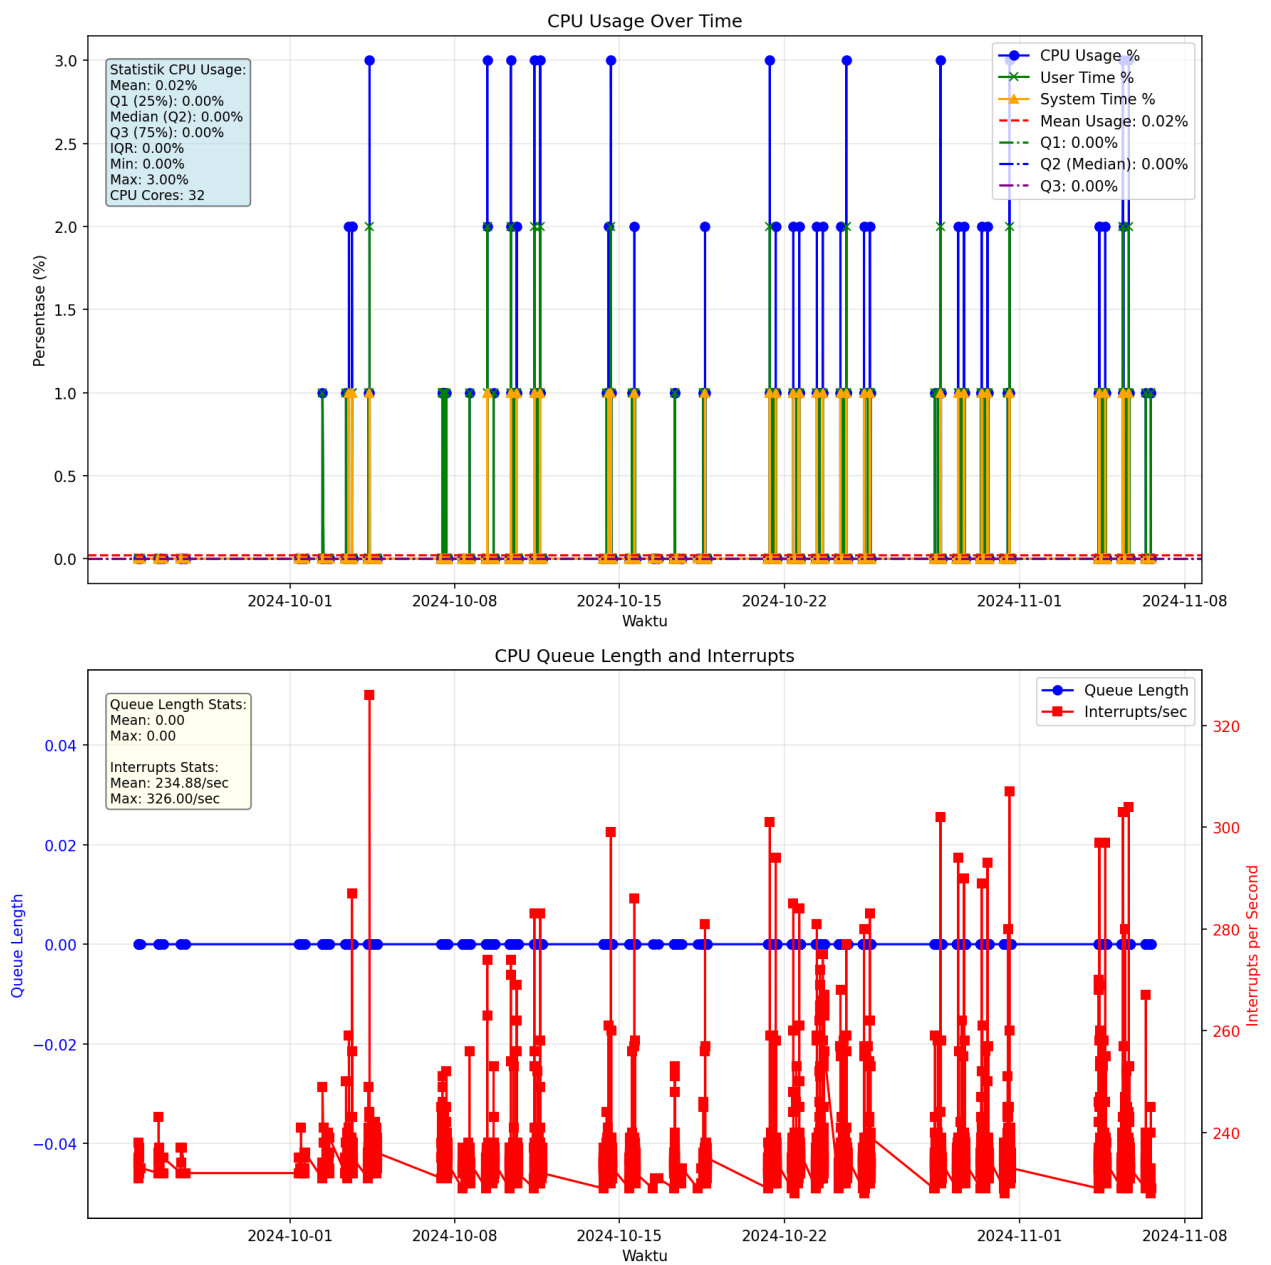 CPU Usage Over Time
3.0
2.5
2.0
1.5
1.0
0.5
0.0
Persentase (%)
Statistik CPU Usage:
Mean: 0.02%
Q1 (25%): 0.00%
Median (Q2): 0.00%
Q3 (75%): 0.00%
IQR: 0.00%
Min: 0.00%
Max: 3.00%
CPU Cores: 32
CPU Usage %
User Time %
System Time %
Mean Usage: 0.02%
Q1: 0.00%
Q2 (Median): 0.00%
Q3: 0.00%
2024-10-01
2024-10-08
2024-10-15
2024-10-22
2024-11-01
2024-11-08
Waktu
CPU Queue Length and Interrupts
0.04
0.02
0.00
−0.02
−0.04
Queue Length
Queue Length Stats:
Mean: 0.00
Max: 0.00
Interrupts Stats:
Mean: 234.88/sec
Max: 326.00/sec
Queue Length
Interrupts/sec
320
300
280
260
240
Interrupts per Second
2024-10-01
2024-10-08
2024-10-15
2024-10-22
2024-11-01
2024-11-08
Waktu